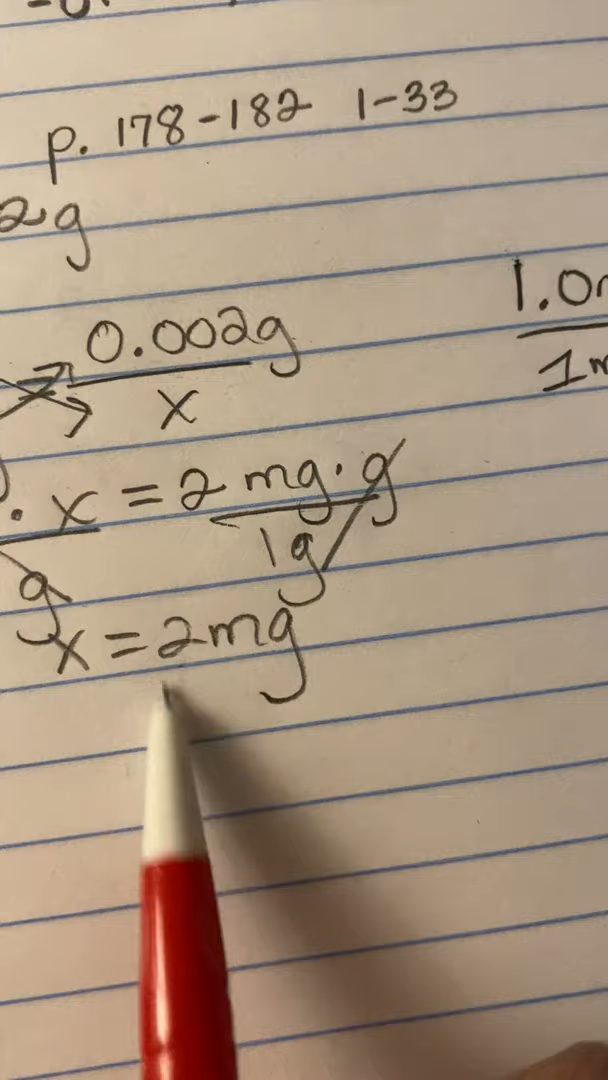 p. 178-182 1-33
2g
0.002g
x
1.0
1m
. x = 2 mg. g
g 1g
x = 2mg